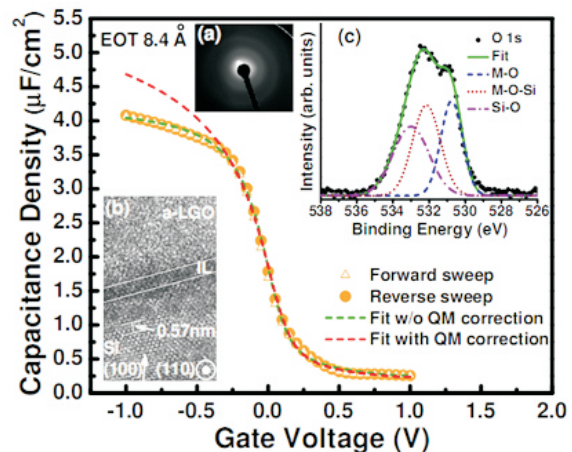 EOT 8.4 Å
(a)
(c)
O 1s
Fit
M-O
M-O-Si
Si-O
Intensity (arb. units)
538 536 534 532 530 528 526
Binding Energy (eV)
(b)
a-LGO
IL
0.57nm
Si
(100)
(110)
Forward sweep
Reverse sweep
Fit w/o QM correction
Fit with QM correction
Capacitance Density (µF/cm²)
5.5
5.0
4.5
4.0
3.5
3.0
2.5
2.0
1.5
1.0
0.5
0.0
-1.0 -0.5 0.0 0.5 1.0 1.5 2.0
Gate Voltage (V)